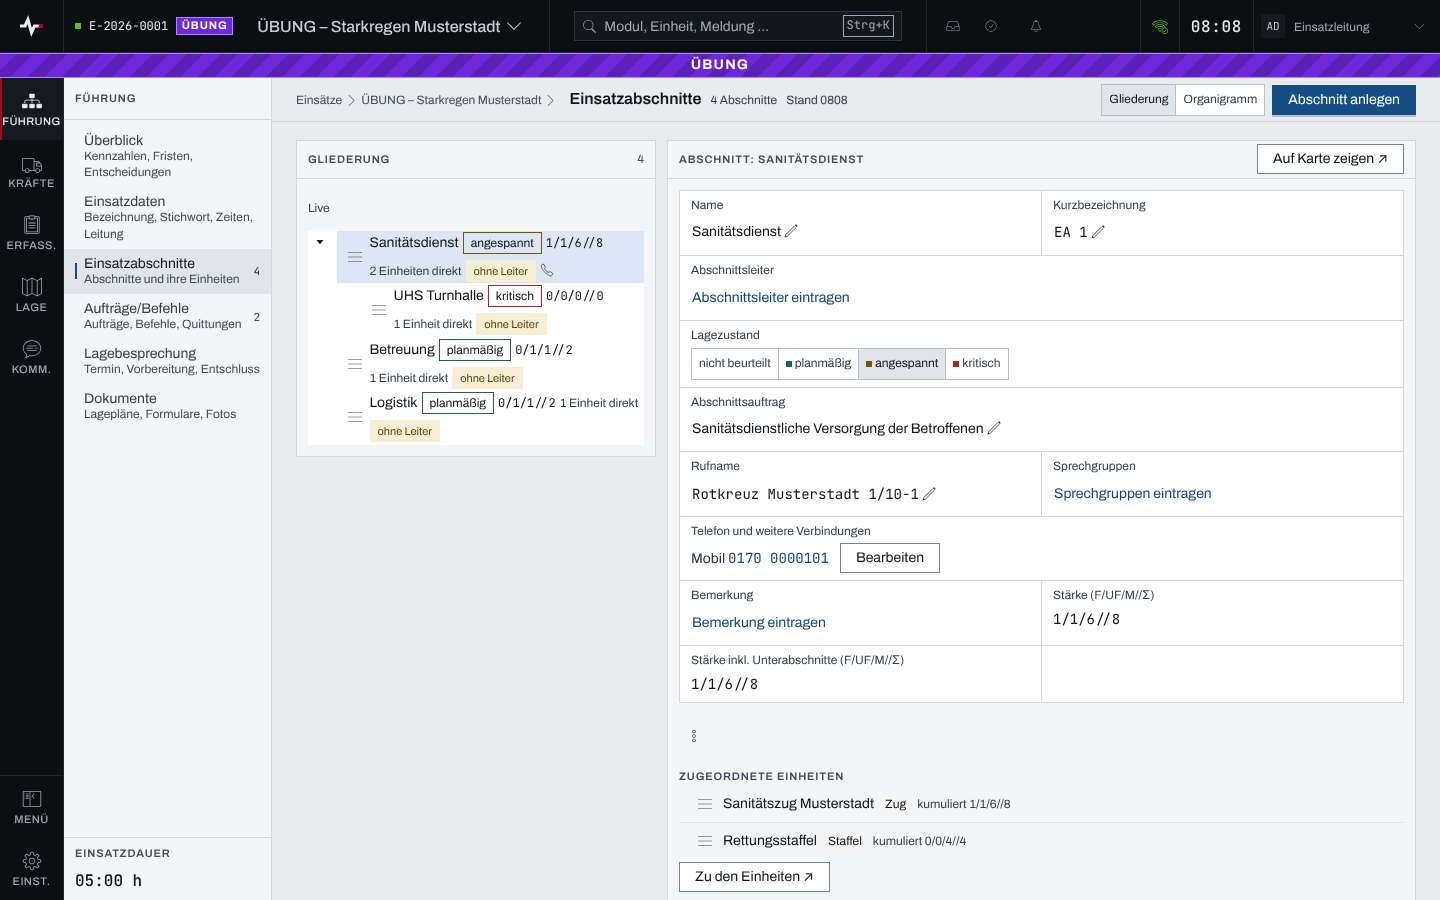 E-2026-0001 ÜBUNG ÜBUNG – Starkregen Musterstadt
Modul, Einheit, Meldung ... Strg+K
08:08 AD Einsatzleitung
ÜBUNG
FÜHRUNG
KRÄFTE
ERFASS.
LAGE
KOMM.
MENÜ
EINST.
FÜHRUNG
Überblick
Kennzahlen, Fristen,
Entscheidungen
Einsatzdaten
Bezeichnung, Stichwort, Zeiten,
Leitung
Einsatzabschnitte
Abschnitte und ihre Einheiten 4
Aufträge/Befehle
Aufträge, Befehle, Quittungen 2
Lagebesprechung
Termin, Vorbereitung, Entschluss
Dokumente
Lagepläne, Formulare, Fotos
EINSATZDAUER
05:00 h
Einsätze ÜBUNG – Starkregen Musterstadt Einsatzabschnitte 4 Abschnitte Stand 0808
Gliederung Organigramm Abschnitt anlegen
GLIEDERUNG 4
Live
Sanitätsdienst angespannt 1/1/6//8
2 Einheiten direkt ohne Leiter
UHS Turnhalle kritisch 0/0/0//0
1 Einheit direkt ohne Leiter
Betreuung planmäßig 0/1/1//2
1 Einheit direkt ohne Leiter
Logistik planmäßig 0/1/1//2 1 Einheit direkt
ohne Leiter
ABSCHNITT: SANITÄTSDIENST Auf Karte zeigen
Name Kurzbezeichnung
Sanitätsdienst EA 1
Abschnittsleiter
Abschnittsleiter eintragen
Lagezustand
nicht beurteilt planmäßig angespannt kritisch
Abschnittsauftrag
Sanitätsdienstliche Versorgung der Betroffenen
Rufname Sprechgruppen
Rotkreuz Musterstadt 1/10-1 Sprechgruppen eintragen
Telefon und weitere Verbindungen
Mobil 0170 0000101 Bearbeiten
Bemerkung Stärke (F/UF/M//Σ)
Bemerkung eintragen 1/1/6//8
Stärke inkl. Unterabschnitte (F/UF/M//Σ)
1/1/6//8
ZUGEORDNETE EINHEITEN
Sanitätszug Musterstadt Zug kumuliert 1/1/6//8
Rettungsstaffel Staffel kumuliert 0/0/4//4
Zu den Einheiten